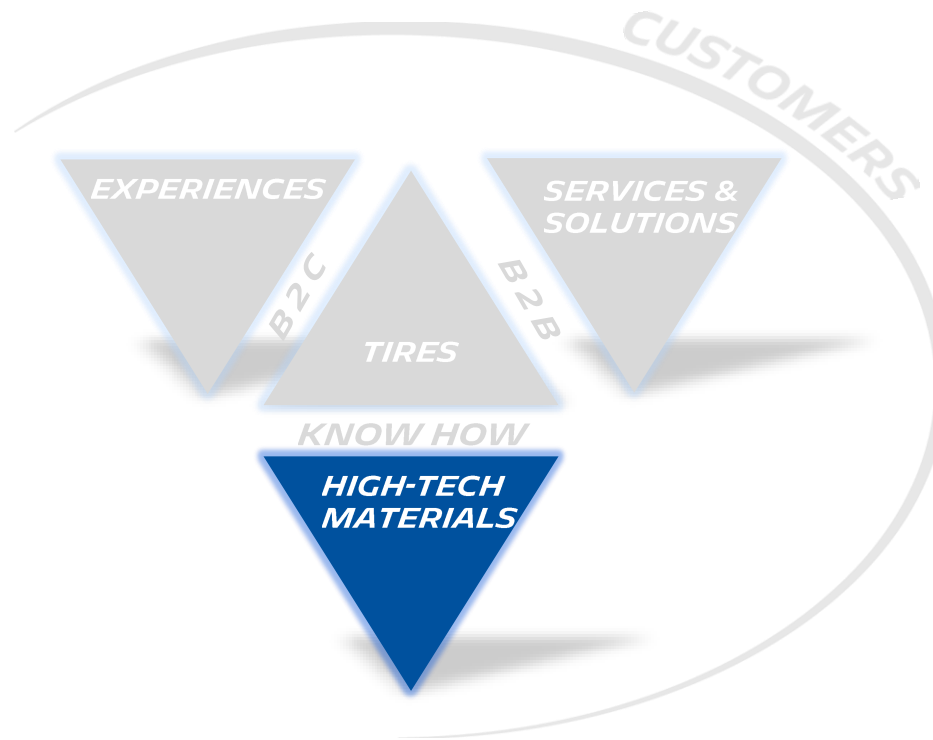 CUSTOMERS
EXPERIENCES
SERVICES &
SOLUTIONS
B2C
B2B
TIRES
KNOW HOW
HIGH-TECH
MATERIALS